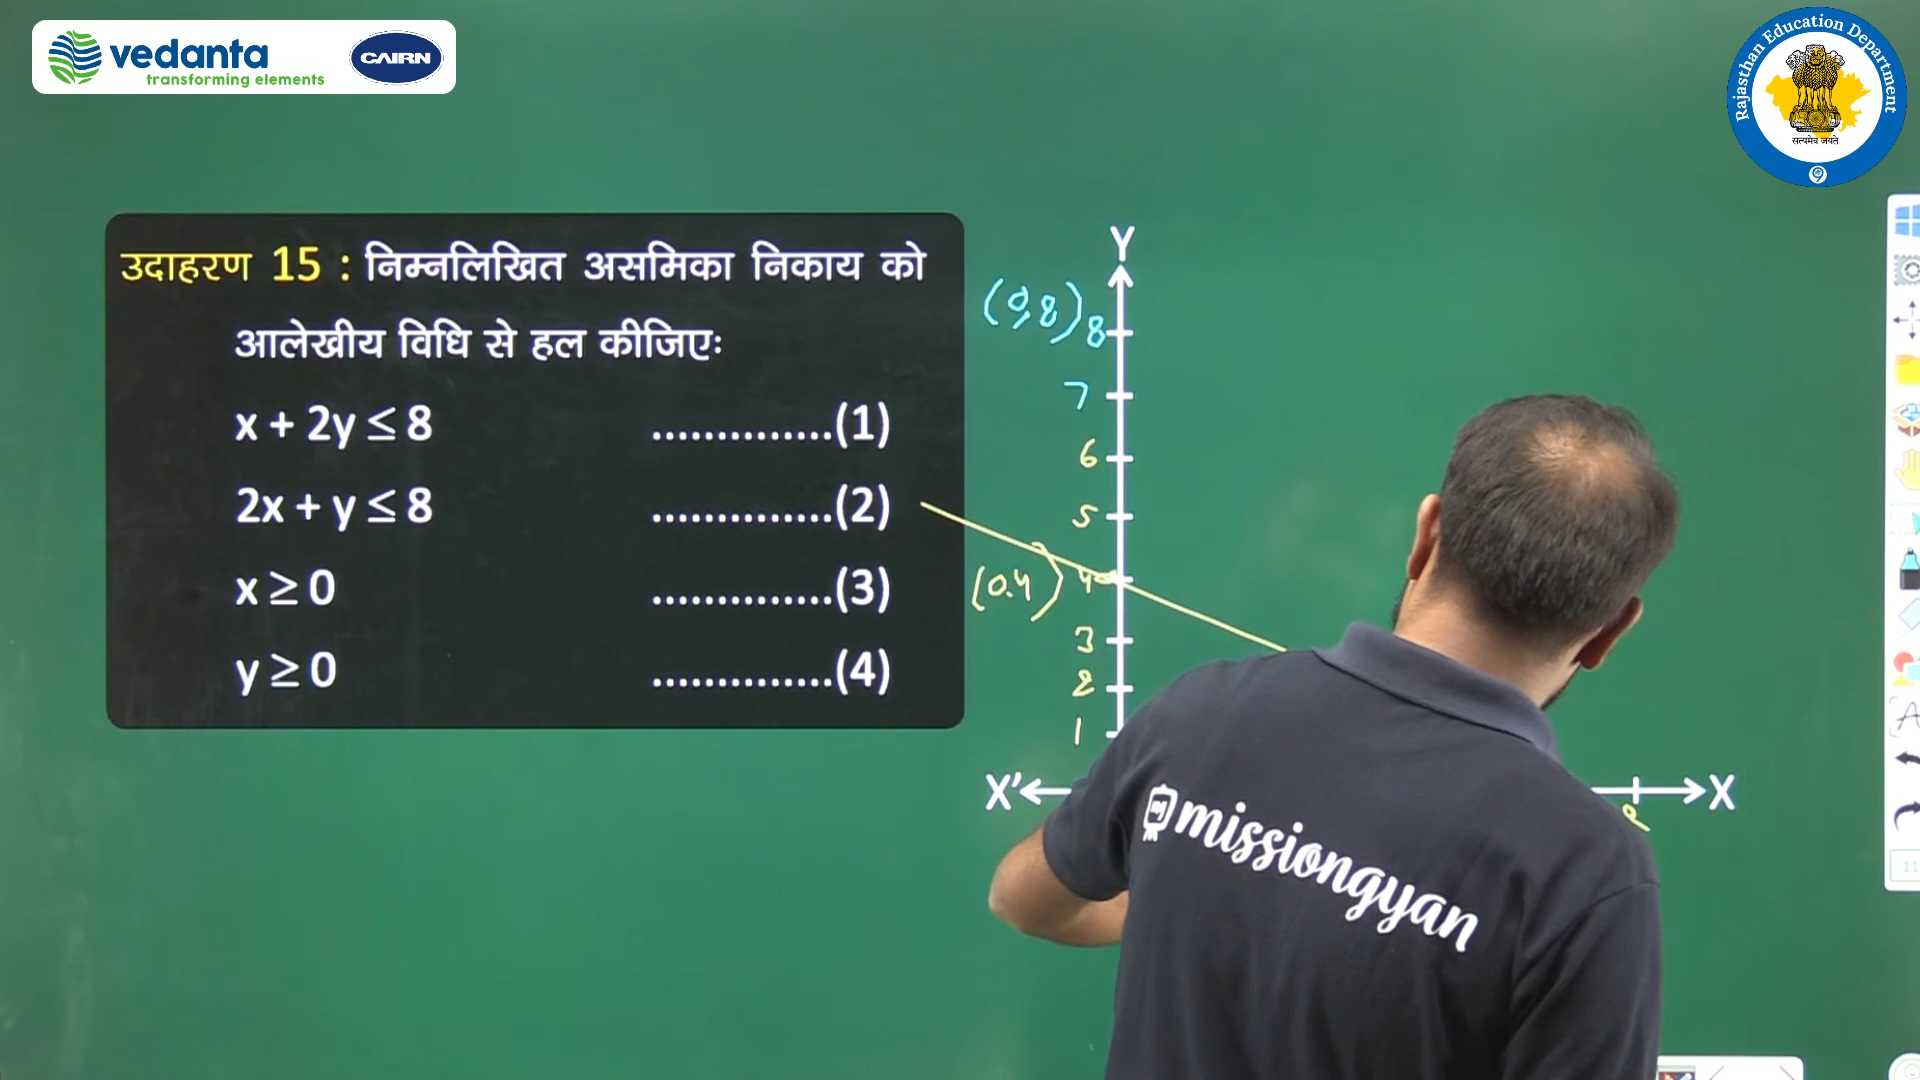 vedanta
transforming elements
CAIRN
Rajasthan Education Department
सत्यमेव जयते
उदाहरण 15 : निम्नलिखित असमिका निकाय को
आलेखीय विधि से हल कीजिएः
x + 2y ≤ 8 ..............(1)
2x + y ≤ 8 ..............(2)
x ≥ 0 ..............(3)
y ≥ 0 ..............(4)
Y
(0,8) 8
7
6
5
(0.4) 4
3
2
1
X' X
missiongyan